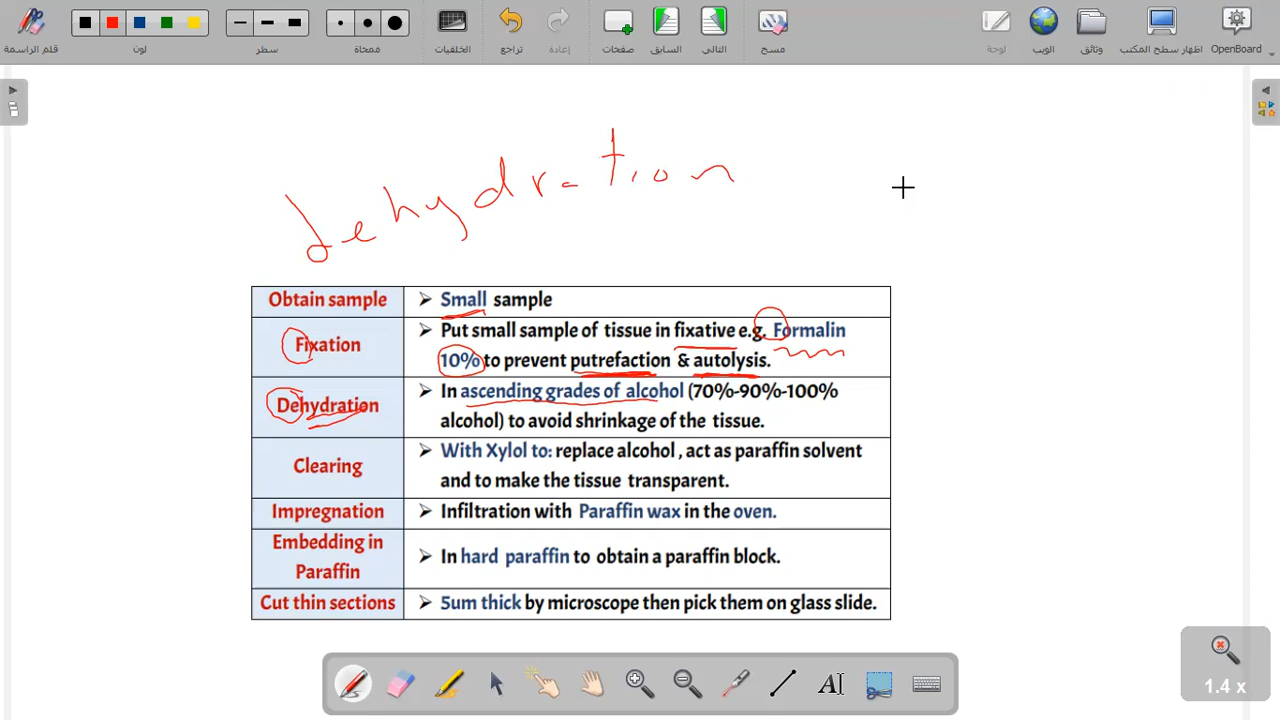 قلم الراسمة
لون
سطر
ممحاة
الخلفيات
تراجع
إعادة
صفحات
السابق
التالي
مسح
لوحة
الويب
وثائق
اظهار سطح المكتب
OpenBoard
dehydration
Obtain sample
➢ Small sample
Fixation
➢ Put small sample of tissue in fixative e.g. Formalin
10% to prevent putrefaction & autolysis.
Dehydration
➢ In ascending grades of alcohol (70%-90%-100%
alcohol) to avoid shrinkage of the tissue.
Clearing
➢ With Xylol to: replace alcohol , act as paraffin solvent
and to make the tissue transparent.
Impregnation
➢ Infiltration with Paraffin wax in the oven.
Embedding in
Paraffin
➢ In hard paraffin to obtain a paraffin block.
Cut thin sections
➢ 5um thick by microscope then pick them on glass slide.
AI
1.4 x